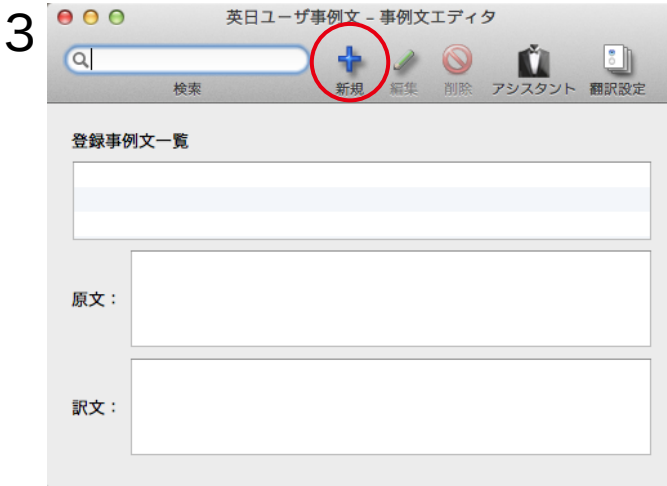 3
英日ユーザ事例文 – 事例文エディタ
検索 新規 編集 削除 アシスタント 翻訳設定
登録事例文一覧
原文：
訳文：